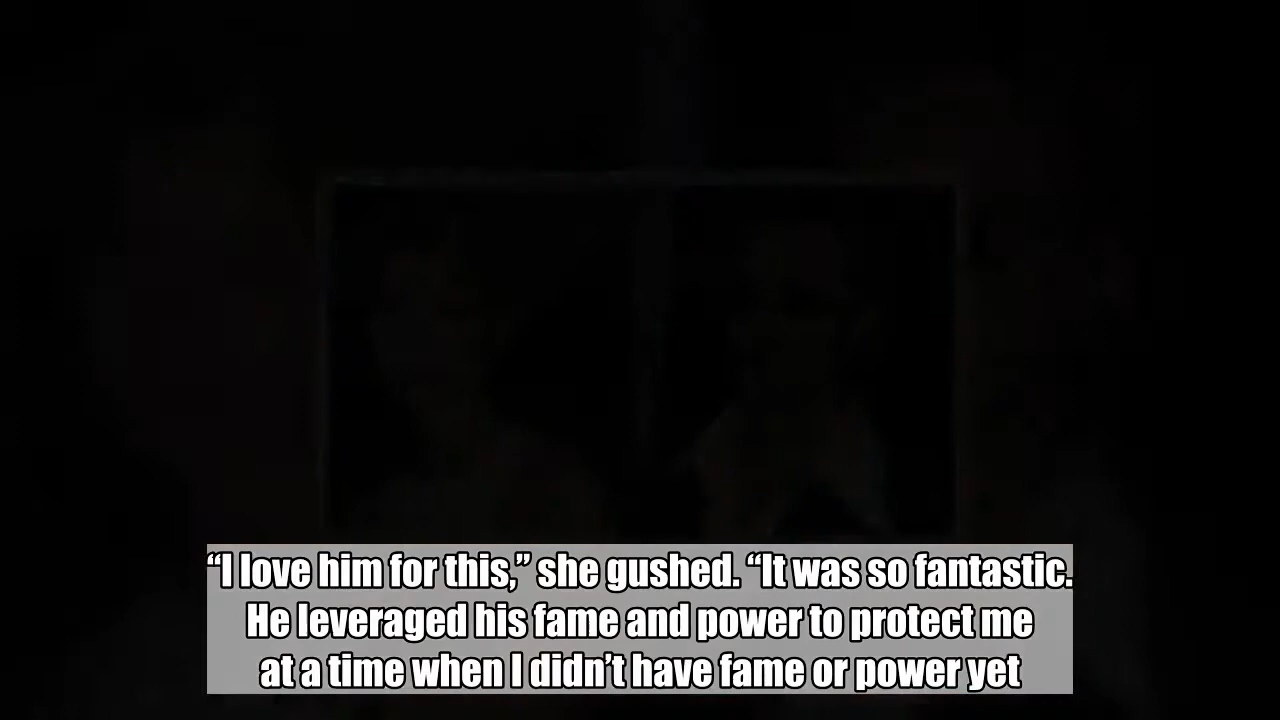 “I love him for this,” she gushed. “It was so fantastic.
He leveraged his fame and power to protect me
at a time when I didn’t have fame or power yet